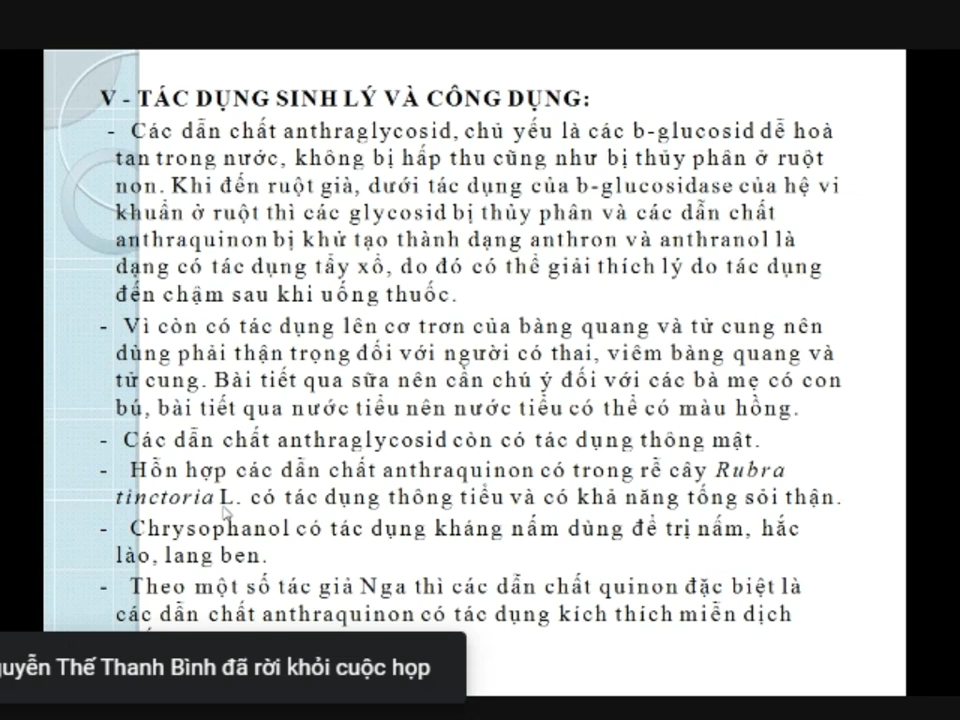 V - TÁC DỤNG SINH LÝ VÀ CÔNG DỤNG:
- Các dẫn chất anthraglycosid, chủ yếu là các b-glucosid dễ hoà
tan trong nước, không bị hấp thu cũng như bị thủy phân ở ruột
non. Khi đến ruột già, dưới tác dụng của b-glucosidase của hệ vi
khuẩn ở ruột thì các glycosid bị thủy phân và các dẫn chất
anthraquinon bị khử tạo thành dạng anthron và anthranol là
dạng có tác dụng tẩy xổ, do đó có thể giải thích lý do tác dụng
đến chậm sau khi uống thuốc.
- Vì còn có tác dụng lên cơ trơn của bàng quang và tử cung nên
dùng phải thận trọng đối với người có thai, viêm bàng quang và
tử cung. Bài tiết qua sữa nên cần chú ý đối với các bà mẹ có con
bú, bài tiết qua nước tiểu nên nước tiểu có thể có màu hồng.
- Các dẫn chất anthraglycosid còn có tác dụng thông mật.
- Hỗn hợp các dẫn chất anthraquinon có trong rễ cây Rubra
tinctoria L. có tác dụng thông tiểu và có khả năng tống sỏi thận.
- Chrysophanol có tác dụng kháng nấm dùng để trị nấm, hắc
lào, lang ben.
- Theo một số tác giả Nga thì các dẫn chất quinon đặc biệt là
các dẫn chất anthraquinon có tác dụng kích thích miễn dịch
guyễn Thế Thanh Bình đã rời khỏi cuộc họp